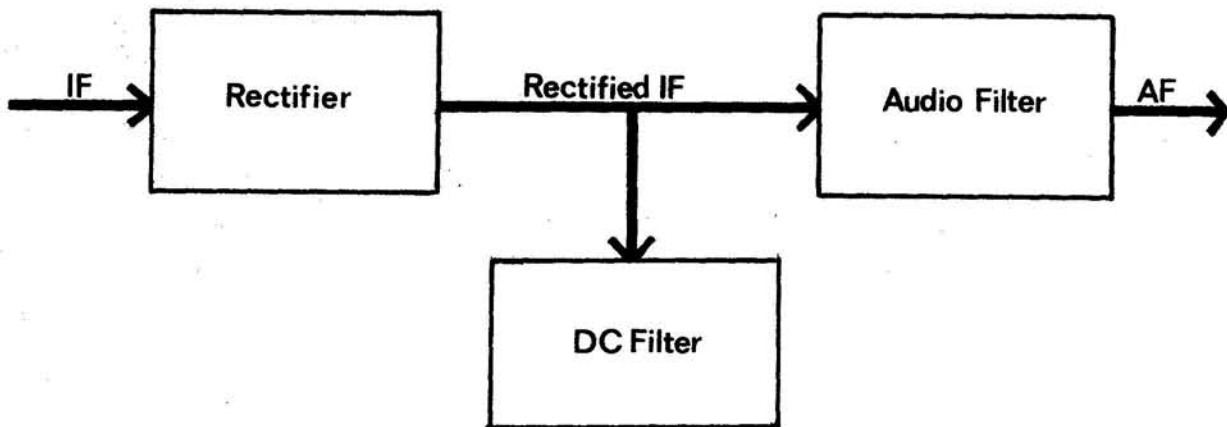 IF
Rectifier
Rectified IF
Audio Filter
AF
DC Filter